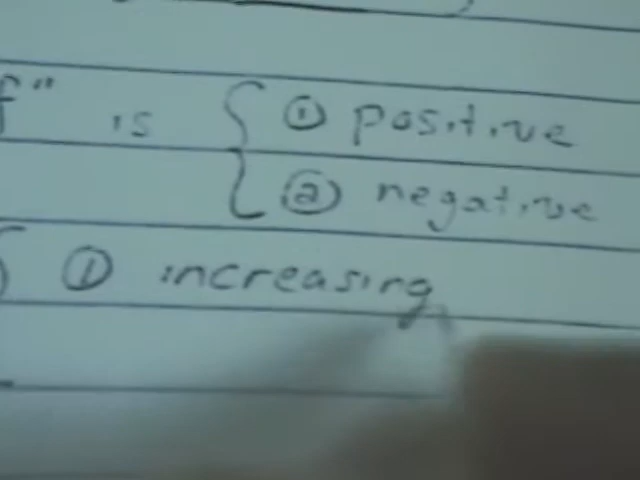 f" is { ① positive
② negative
{ ① increasing